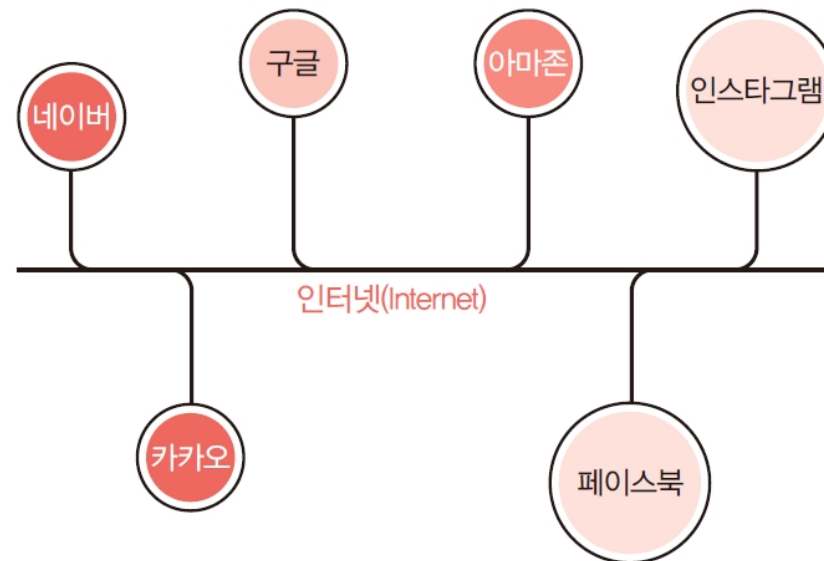 네이버
구글
아마존
인스타그램
인터넷(Internet)
카카오
페이스북